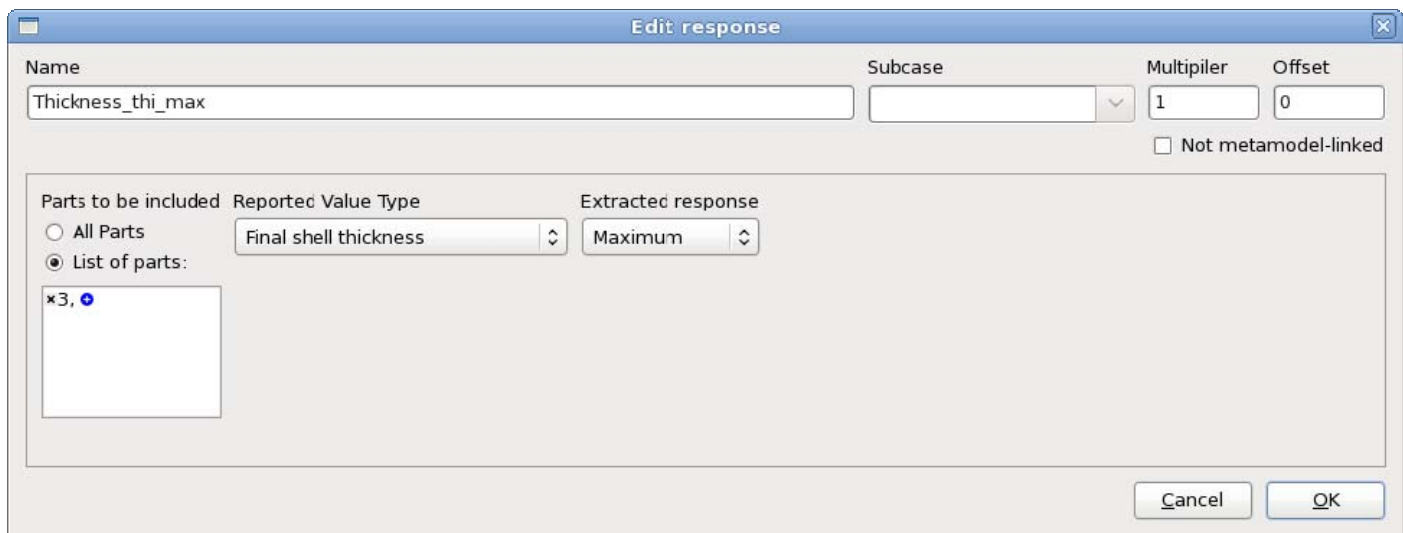 Edit response
Name Subcase Multipiler Offset
Thickness_thi_max 1 0
Not metamodel-linked
Parts to be included Reported Value Type Extracted response
All Parts Final shell thickness Maximum
List of parts:
×3,
Cancel OK